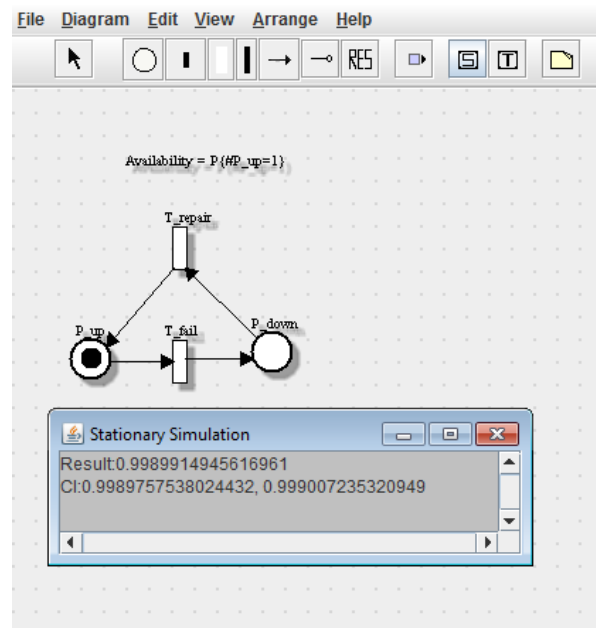 File Diagram Edit View Arrange Help
RES S T
Availability = P{#P_up=1}
T_repair
P_up T_fail P_down
Stationary Simulation
Result:0.9989914945616961
CI:0.9989757538024432, 0.999007235320949